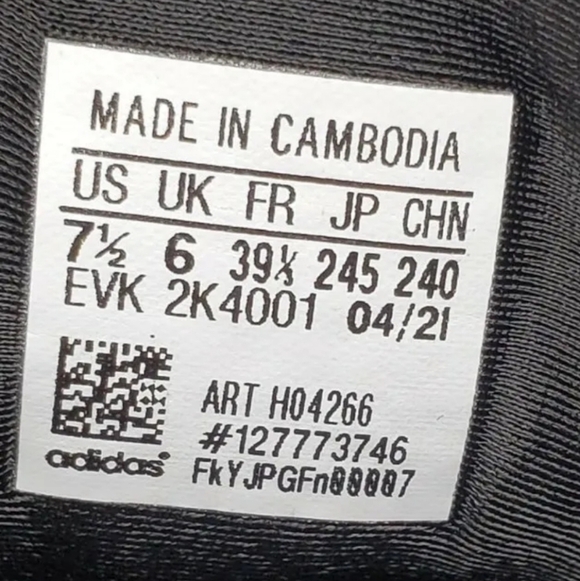 MADE IN CAMBODIA
US UK FR JP CHN
7½ 6 39⅓ 245 240
EVK 2K4001 04/21
ART H04266
#127773746
adidas®
FkYJPGFn00007